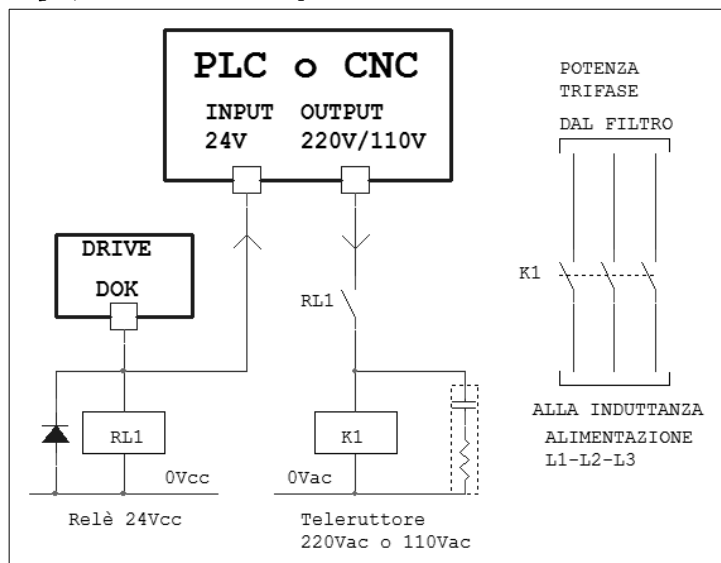 PLC o CNC
INPUT OUTPUT
24V 220V/110V
POTENZA
TRIFASE
DAL FILTRO
DRIVE
DOK
K1
RL1
RL1
K1
ALLA INDUTTANZA
ALIMENTAZIONE
L1-L2-L3
0Vcc
0Vac
Relè 24Vcc
Teleruttore
220Vac o 110Vac